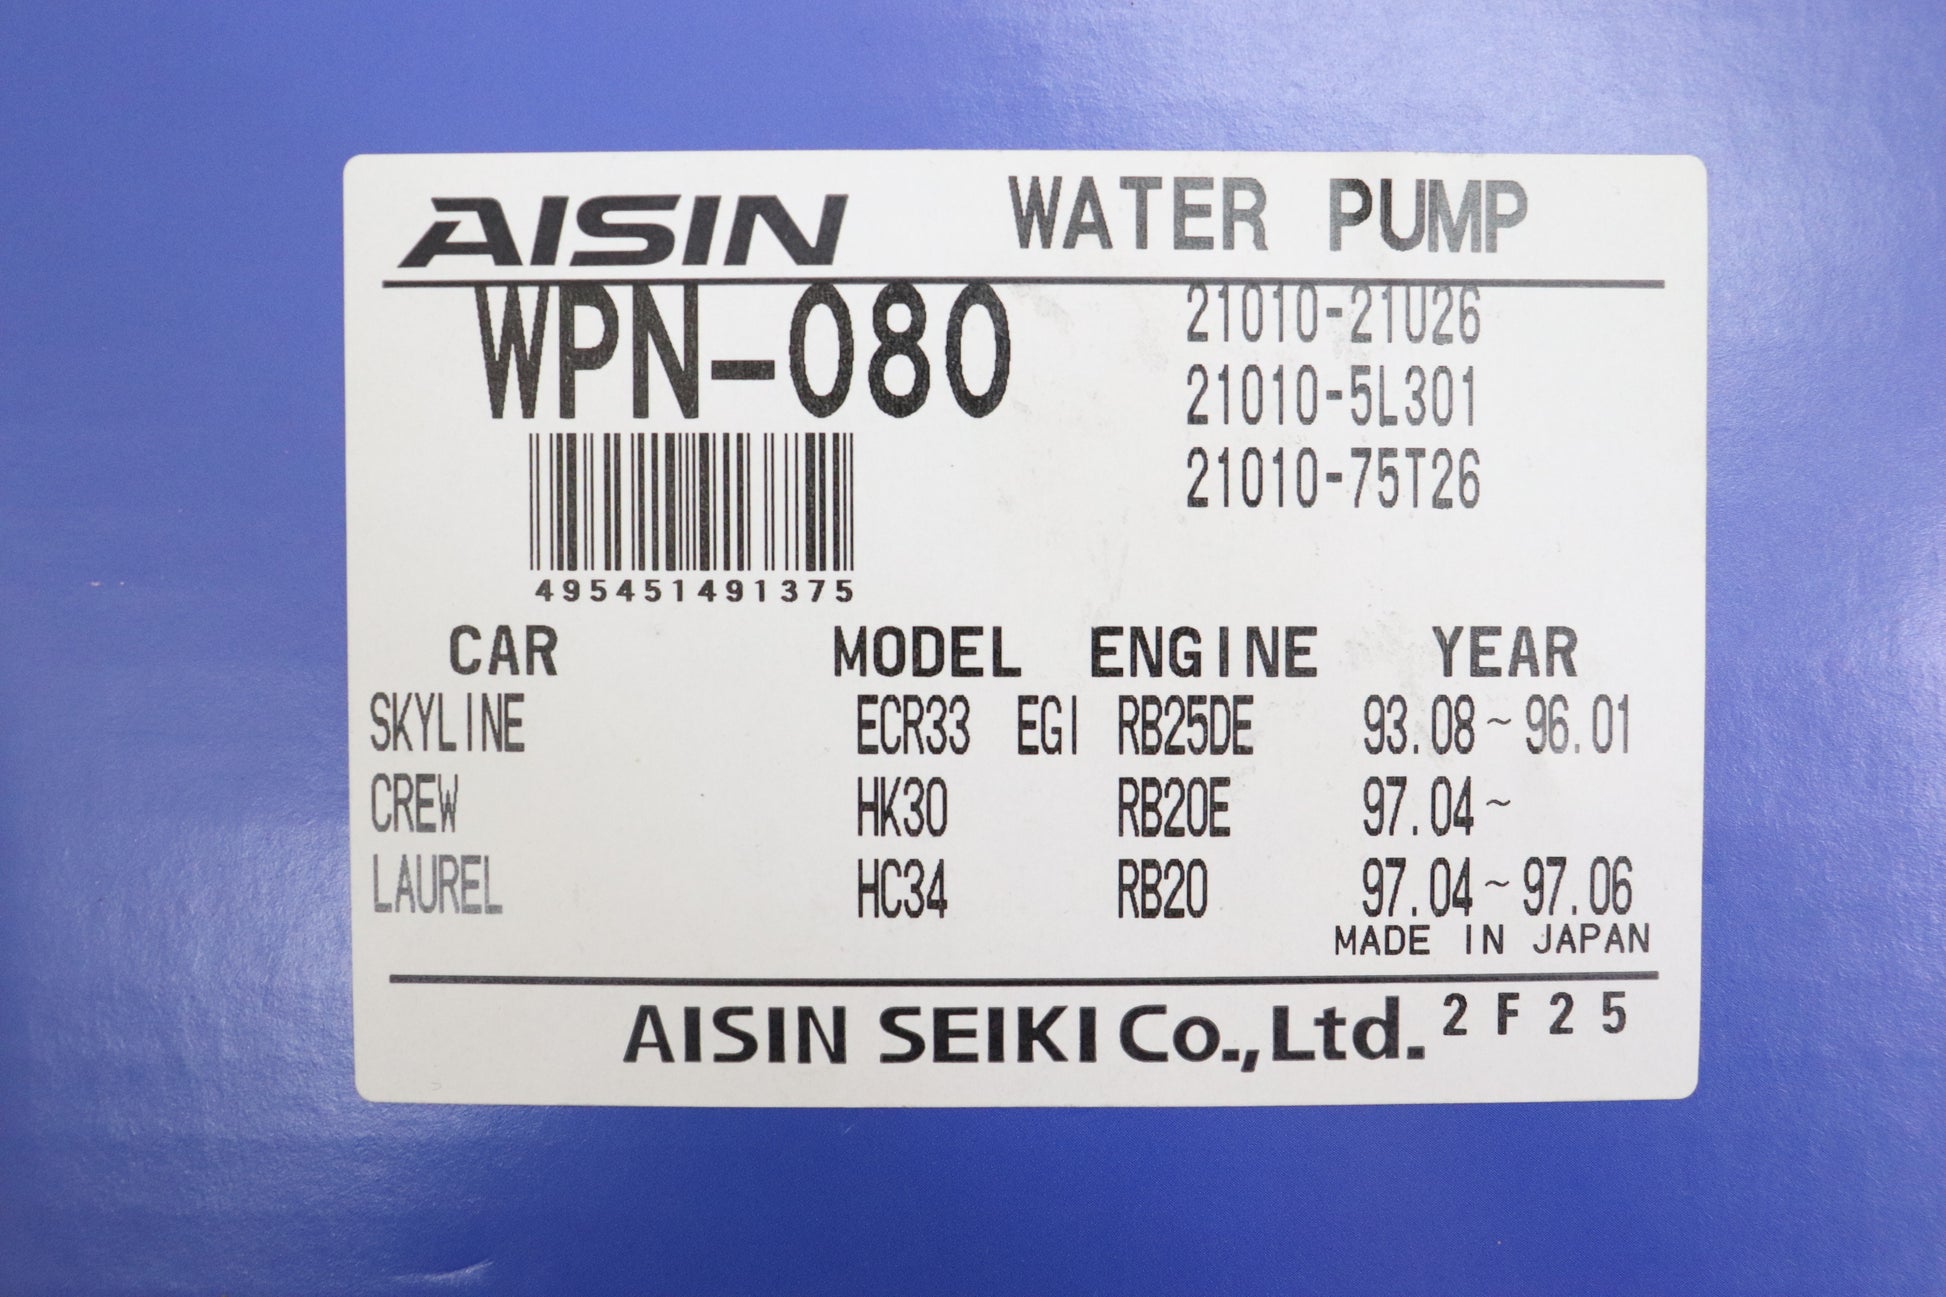 AISIN WATER PUMP
WPN-080
21010-21U26
21010-5L301
21010-75T26
495451491375
CAR MODEL ENGINE YEAR
SKYLINE ECR33 EGI RB25DE 93.08~96.01
CREW HK30 RB20E 97.04~
LAUREL HC34 RB20 97.04~97.06
MADE IN JAPAN
AISIN SEIKI Co.,Ltd. 2F25